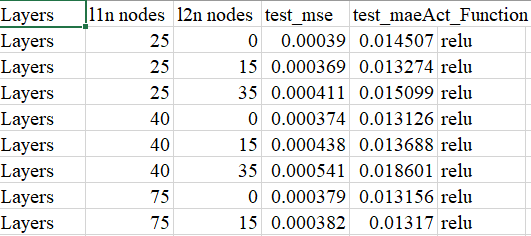 Layers l1n nodes l2n nodes test_mse test_maeAct_Function
Layers 25 0 0.00039 0.014507 relu
Layers 25 15 0.000369 0.013274 relu
Layers 25 35 0.000411 0.015099 relu
Layers 40 0 0.000374 0.013126 relu
Layers 40 15 0.000438 0.013688 relu
Layers 40 35 0.000541 0.018601 relu
Layers 75 0 0.000379 0.013156 relu
Layers 75 15 0.000382 0.01317 relu